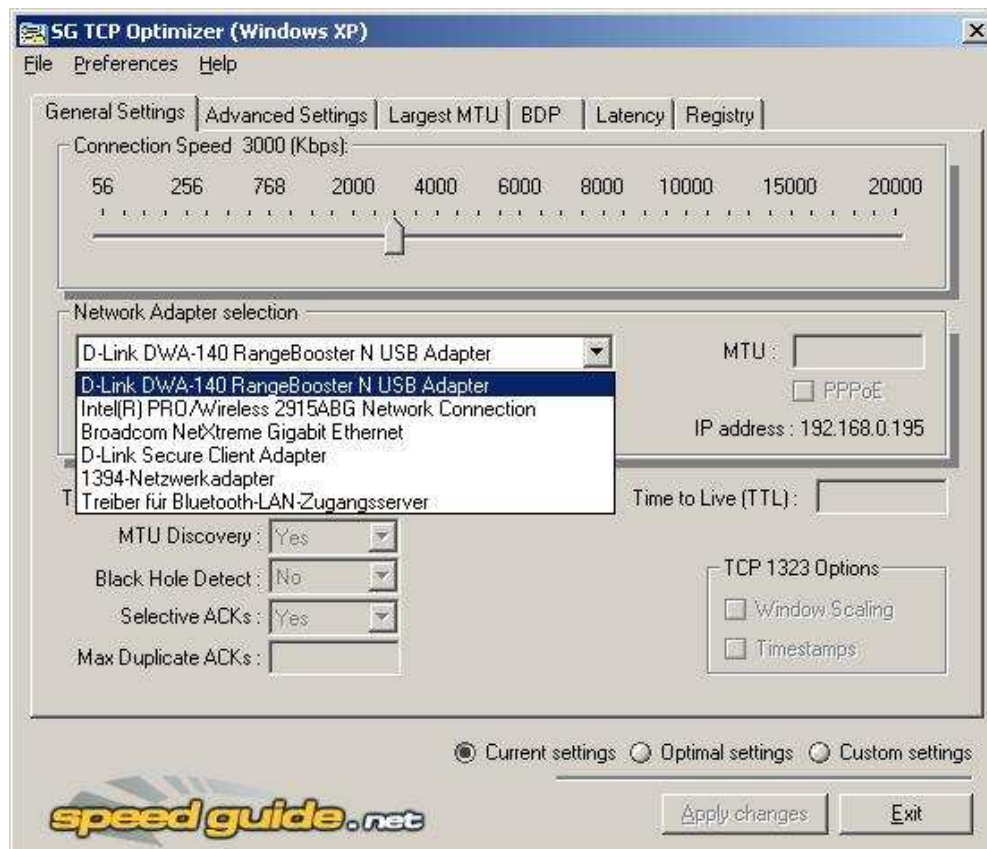 SG TCP Optimizer (Windows XP)
File Preferences Help
General Settings Advanced Settings Largest MTU BDP Latency Registry
Connection Speed 3000 (Kbps):
56 256 768 2000 4000 6000 8000 10000 15000 20000
Network Adapter selection
D-Link DWA-140 RangeBooster N USB Adapter
MTU :
D-Link DWA-140 RangeBooster N USB Adapter
PPPoE
Intel(R) PRO/Wireless 2915ABG Network Connection
Broadcom NetXtreme Gigabit Ethernet
IP address : 192.168.0.195
D-Link Secure Client Adapter
1394-Netzwerkadapter
Treiber für Bluetooth-LAN-Zugangsserver
Time to Live (TTL) :
MTU Discovery : Yes
Black Hole Detect : No
Selective ACKs : Yes
Max Duplicate ACKs :
TCP 1323 Options
Window Scaling
Timestamps
Current settings Optimal settings Custom settings
speed guide.net
Apply changes Exit